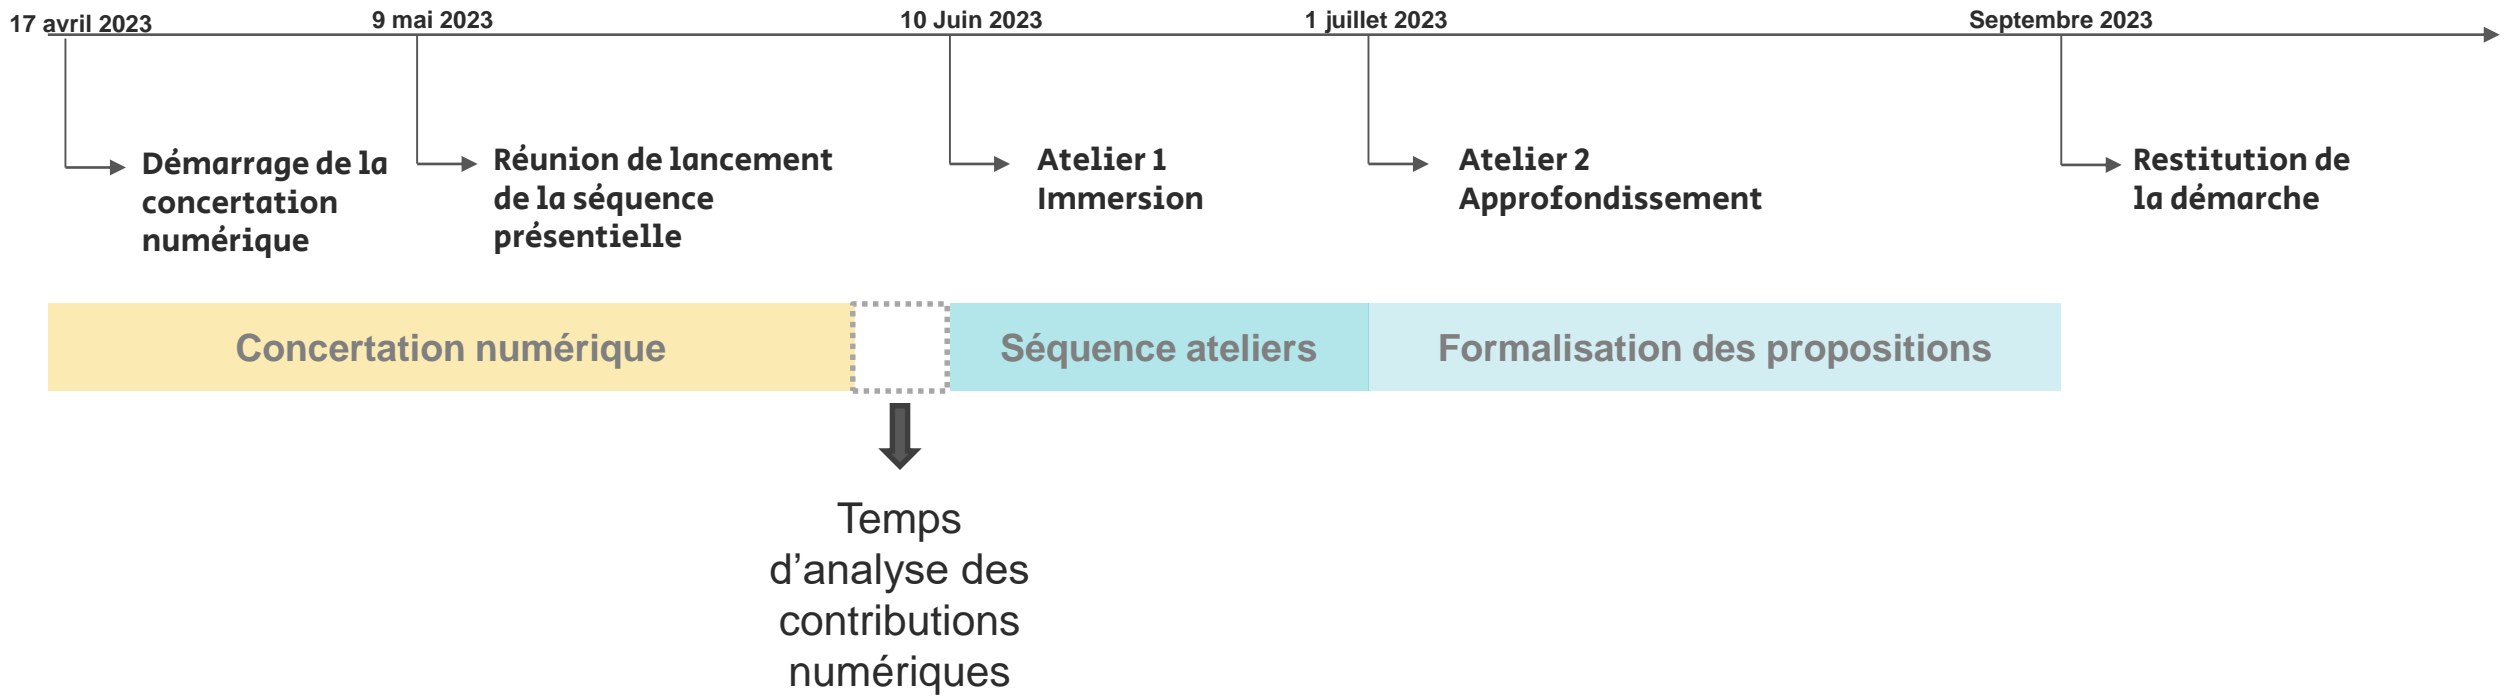 17 avril 2023
9 mai 2023
10 Juin 2023
1 juillet 2023
Septembre 2023
Démarrage de la
concertation
numérique
Réunion de lancement
de la séquence
présentielle
Atelier 1
Immersion
Atelier 2
Approfondissement
Restitution de
la démarche
Concertation numérique
Séquence ateliers
Formalisation des propositions
Temps
d’analyse des
contributions
numériques